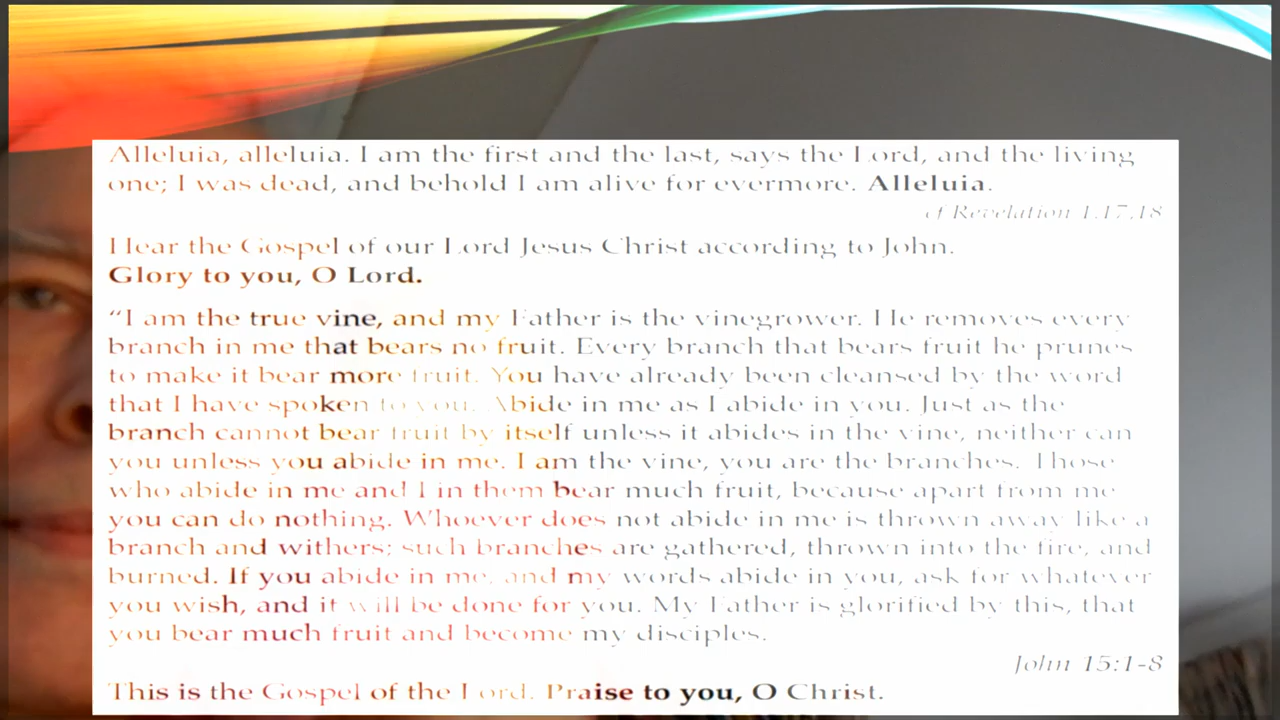 Alleluia, alleluia. I am the first and the last, says the Lord, and the living
one; I was dead, and behold I am alive for evermore. Alleluia.
cf Revelation 1.17,18
Hear the Gospel of our Lord Jesus Christ according to John.
Glory to you, O Lord.
“I am the true vine, and my Father is the vinegrower. He removes every
branch in me that bears no fruit. Every branch that bears fruit he prunes
to make it bear more fruit. You have already been cleansed by the word
that I have spoken to you. Abide in me as I abide in you. Just as the
branch cannot bear fruit by itself unless it abides in the vine, neither can
you unless you abide in me. I am the vine, you are the branches. Those
who abide in me and I in them bear much fruit, because apart from me
you can do nothing. Whoever does not abide in me is thrown away like a
branch and withers; such branches are gathered, thrown into the fire, and
burned. If you abide in me, and my words abide in you, ask for whatever
you wish, and it will be done for you. My Father is glorified by this, that
you bear much fruit and become my disciples.
John 15:1-8
This is the Gospel of the Lord. Praise to you, O Christ.